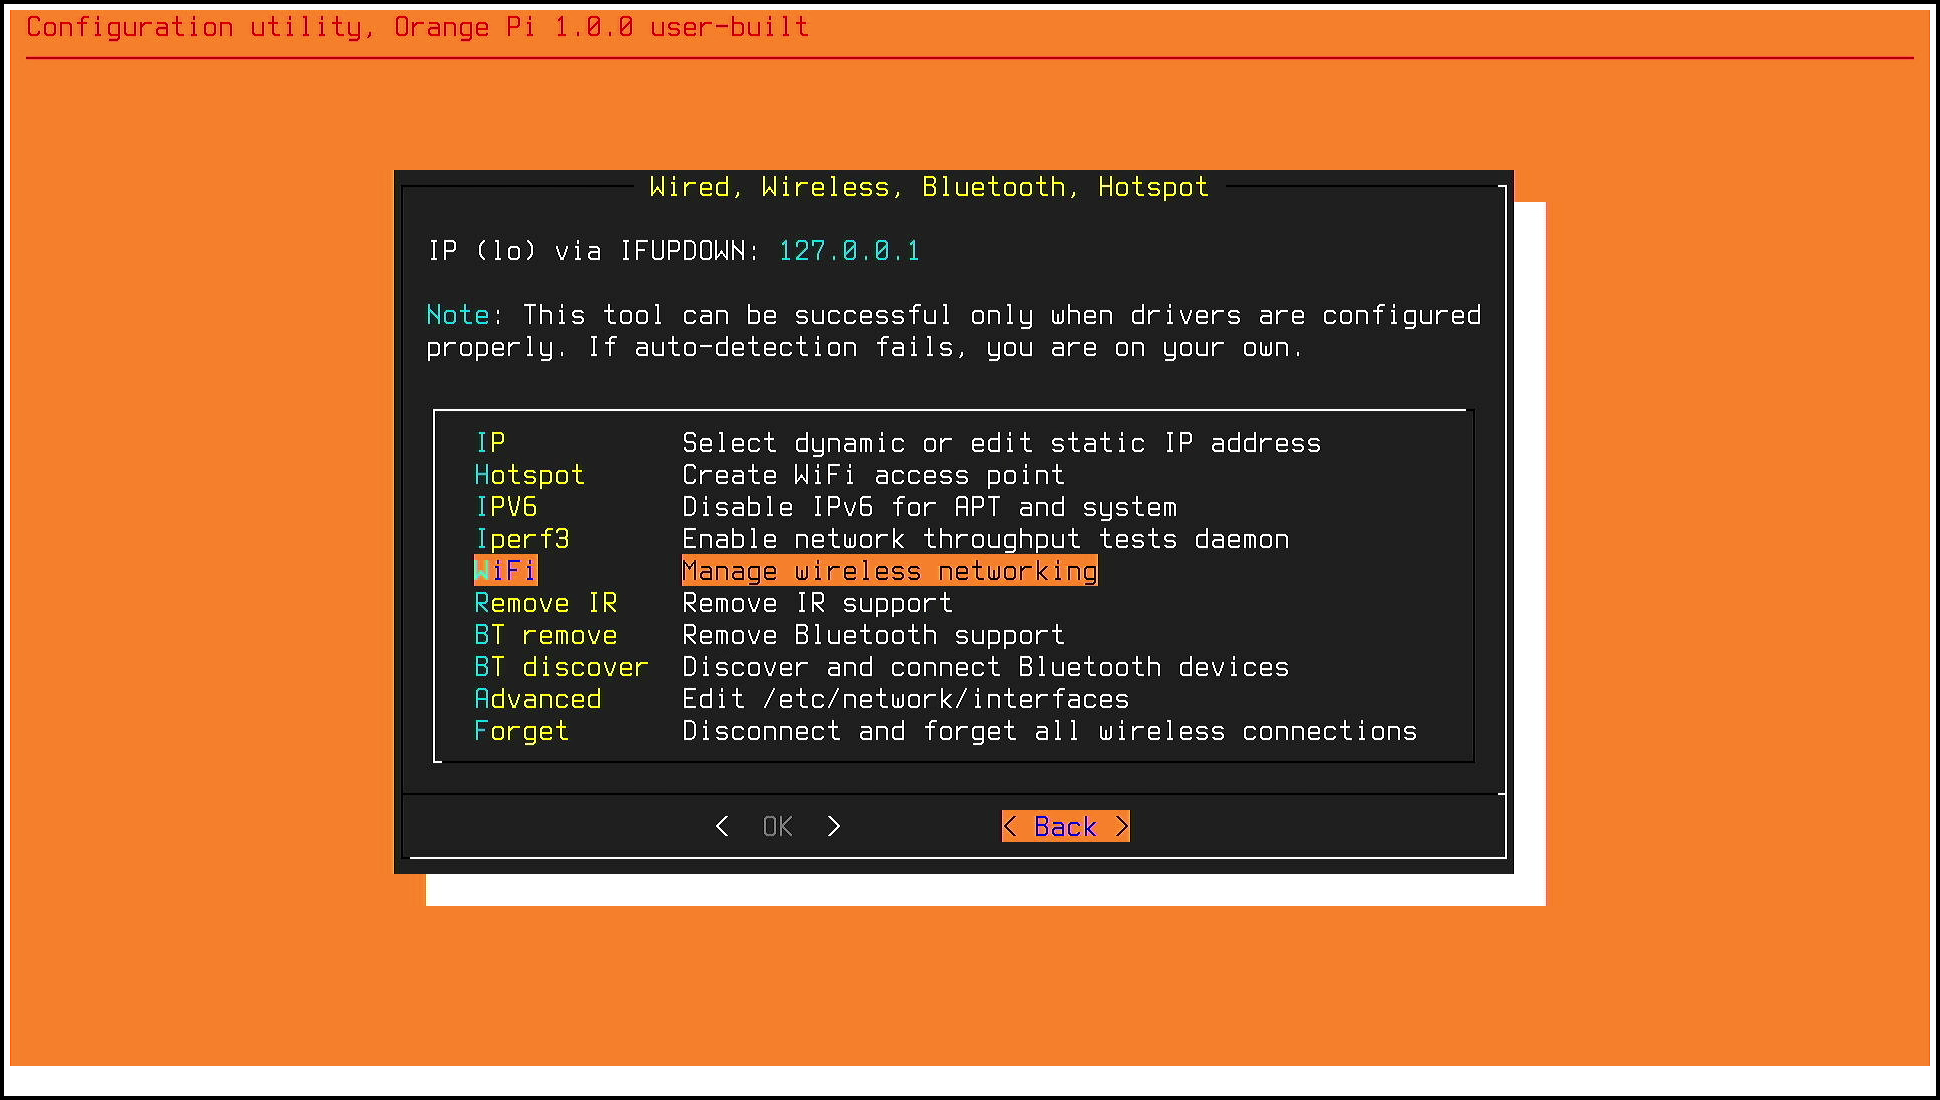 Configuration utility, Orange Pi 1.0.0 user-built
Wired, Wireless, Bluetooth, Hotspot
IP (lo) via IFUPDOWN: 127.0.0.1
Note: This tool can be successful only when drivers are configured
properly. If auto-detection fails, you are on your own.
IP Select dynamic or edit static IP address
Hotspot Create WiFi access point
IPV6 Disable IPv6 for APT and system
Iperf3 Enable network throughput tests daemon
WiFi Manage wireless networking
Remove IR Remove IR support
BT remove Remove Bluetooth support
BT discover Discover and connect Bluetooth devices
Advanced Edit /etc/network/interfaces
Forget Disconnect and forget all wireless connections
< OK > < Back >